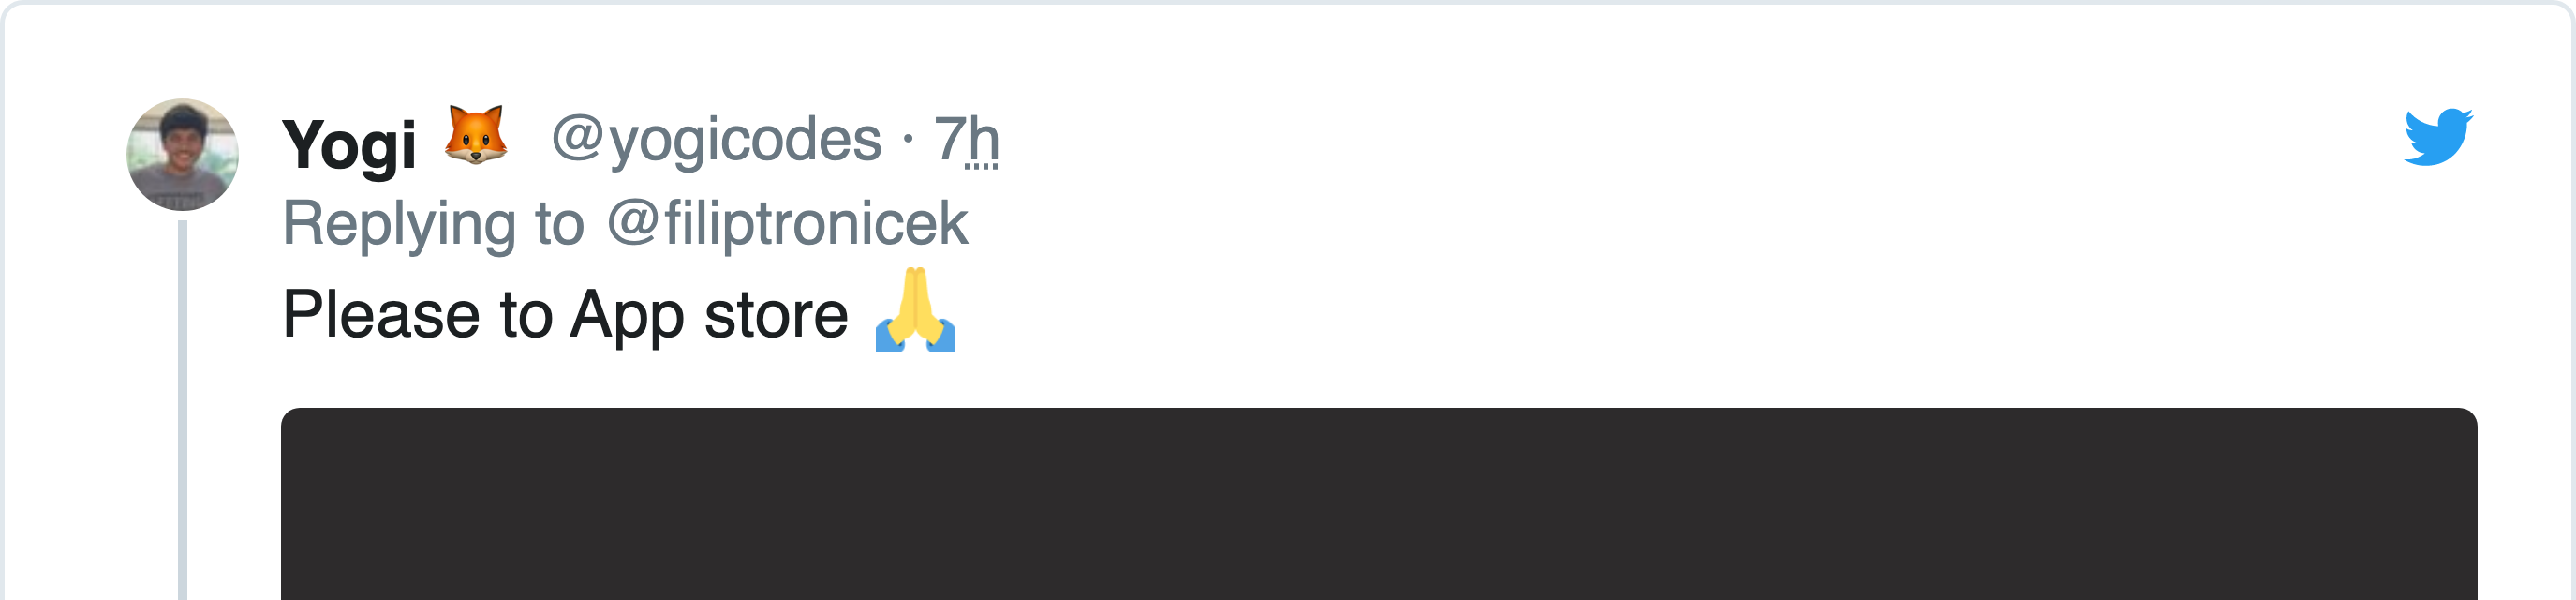 Yogi 🦊 @yogicodes · 7h
Replying to @filiptronicek
Please to App store 🙏